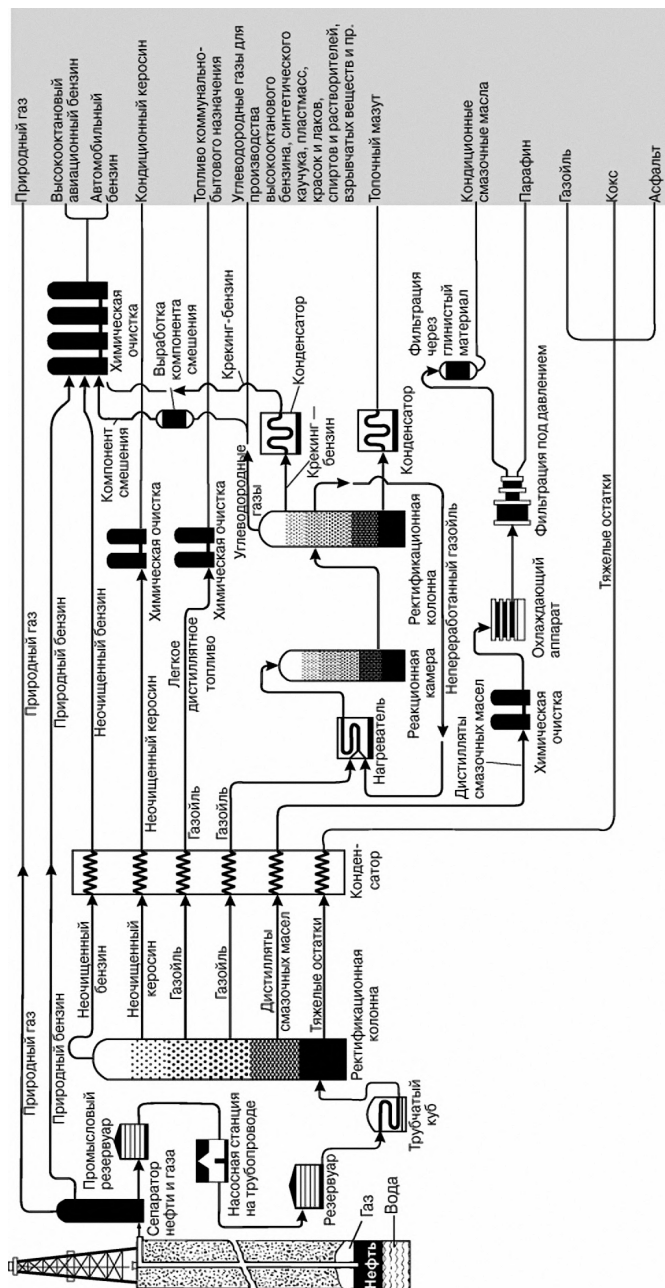 Природный газ
Высокооктановый
авиационный бензин
Автомобильный
бензин
Кондиционный керосин
Топливо коммунально-
бытового назначения
Углеводородные газы для
производства
высокооктанового
бензина, синтетического
каучука, пластмасс,
красок и лаков,
спиртов и растворителей,
взрывчатых веществ и пр.
Топочный мазут
Кондиционные
смазочные масла
Парафин
Газойль
Кокс
Асфальт
Химическая
очистка
Выработка
компонента
смешения
Крекинг-бензин
Конденсатор
Компонент
смешения
Углеводородные
газы
Крекинг—
бензин
Конденсатор
Фильтрация
через
глинистый
материал
Фильтрация под давлением
Природный газ
Природный бензин
Неочищенный бензин
Химическая очистка
Неочищенный керосин
Химическая очистка
Легкое
дистиллятное
топливо
Газойль
Газойль
Нагреватель
Реакционная
камера
Ректификационная
колонна
Непереработанный газойль
Дистилляты
смазочных масел
Химическая
очистка
Охлаждающий
аппарат
Тяжелые остатки
Конден-
сатор
Природный газ
Природный бензин
Неочищенный
бензин
Неочищенный
керосин
Газойль
Газойль
Дистилляты
смазочных масел
Тяжелые остатки
Ректификационная
колонна
Промысловый
резервуар
Сепаратор
нефти и газа
Насосная станция
на трубопроводе
Резервуар
Трубчатый
куб
Газ
Нефть
Вода